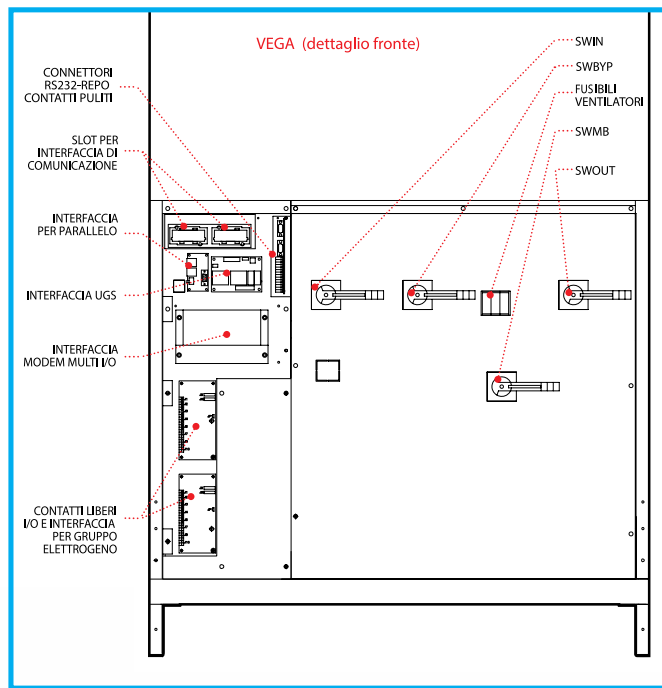 VEGA (dettaglio fronte)
CONNETTORI
RS232-REPO
CONTATTI PULITI
SLOT PER
INTERFACCIA DI
COMUNICAZIONE
INTERFACCIA
PER PARALLELO
INTERFACCIA UGS
INTERFACCIA
MODEM MULTI I/O
CONTATTI LIBERI
I/O E INTERFACCIA
PER GRUPPO
ELETTROGENO
SWIN
SWBYP
FUSIBILI
VENTILATORI
SWMB
SWOUT